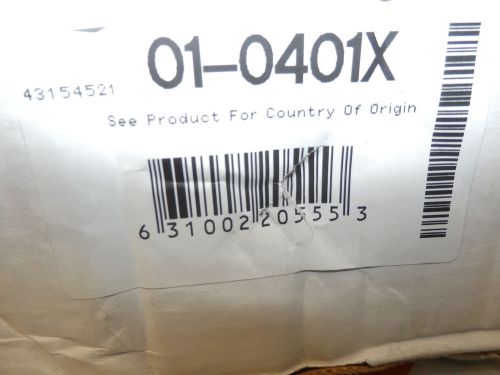 01-0401X
43154521
See Product For Country Of Origin
6 31002 20555 3